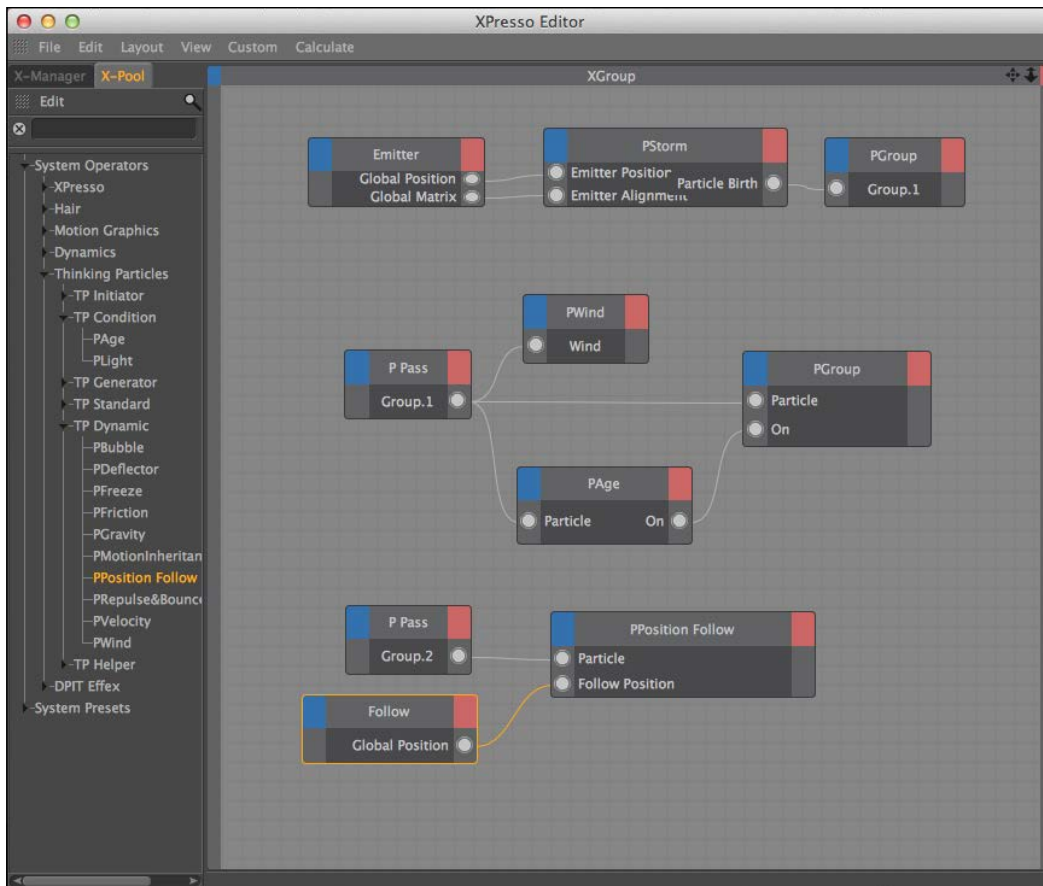 XPresso Editor
File Edit Layout View Custom Calculate
X-Manager X-Pool
Edit
System Operators
XPresso
Hair
Motion Graphics
Dynamics
Thinking Particles
TP Initiator
TP Condition
PAge
PLight
TP Generator
TP Standard
TP Dynamic
PBubble
PDeflector
PFreeze
PFriction
PGravity
PMotionInheritan
PPosition Follow
PRepulse&Bounce
PVelocity
PWind
TP Helper
DPIT Effex
System Presets
XGroup
Emitter
Global Position
Global Matrix
PStorm
Emitter Position
Emitter Alignment
Particle Birth
PGroup
Group.1
PWind
Wind
P Pass
Group.1
PGroup
Particle
On
PAge
Particle On
P Pass
Group.2
PPosition Follow
Particle
Follow Position
Follow
Global Position